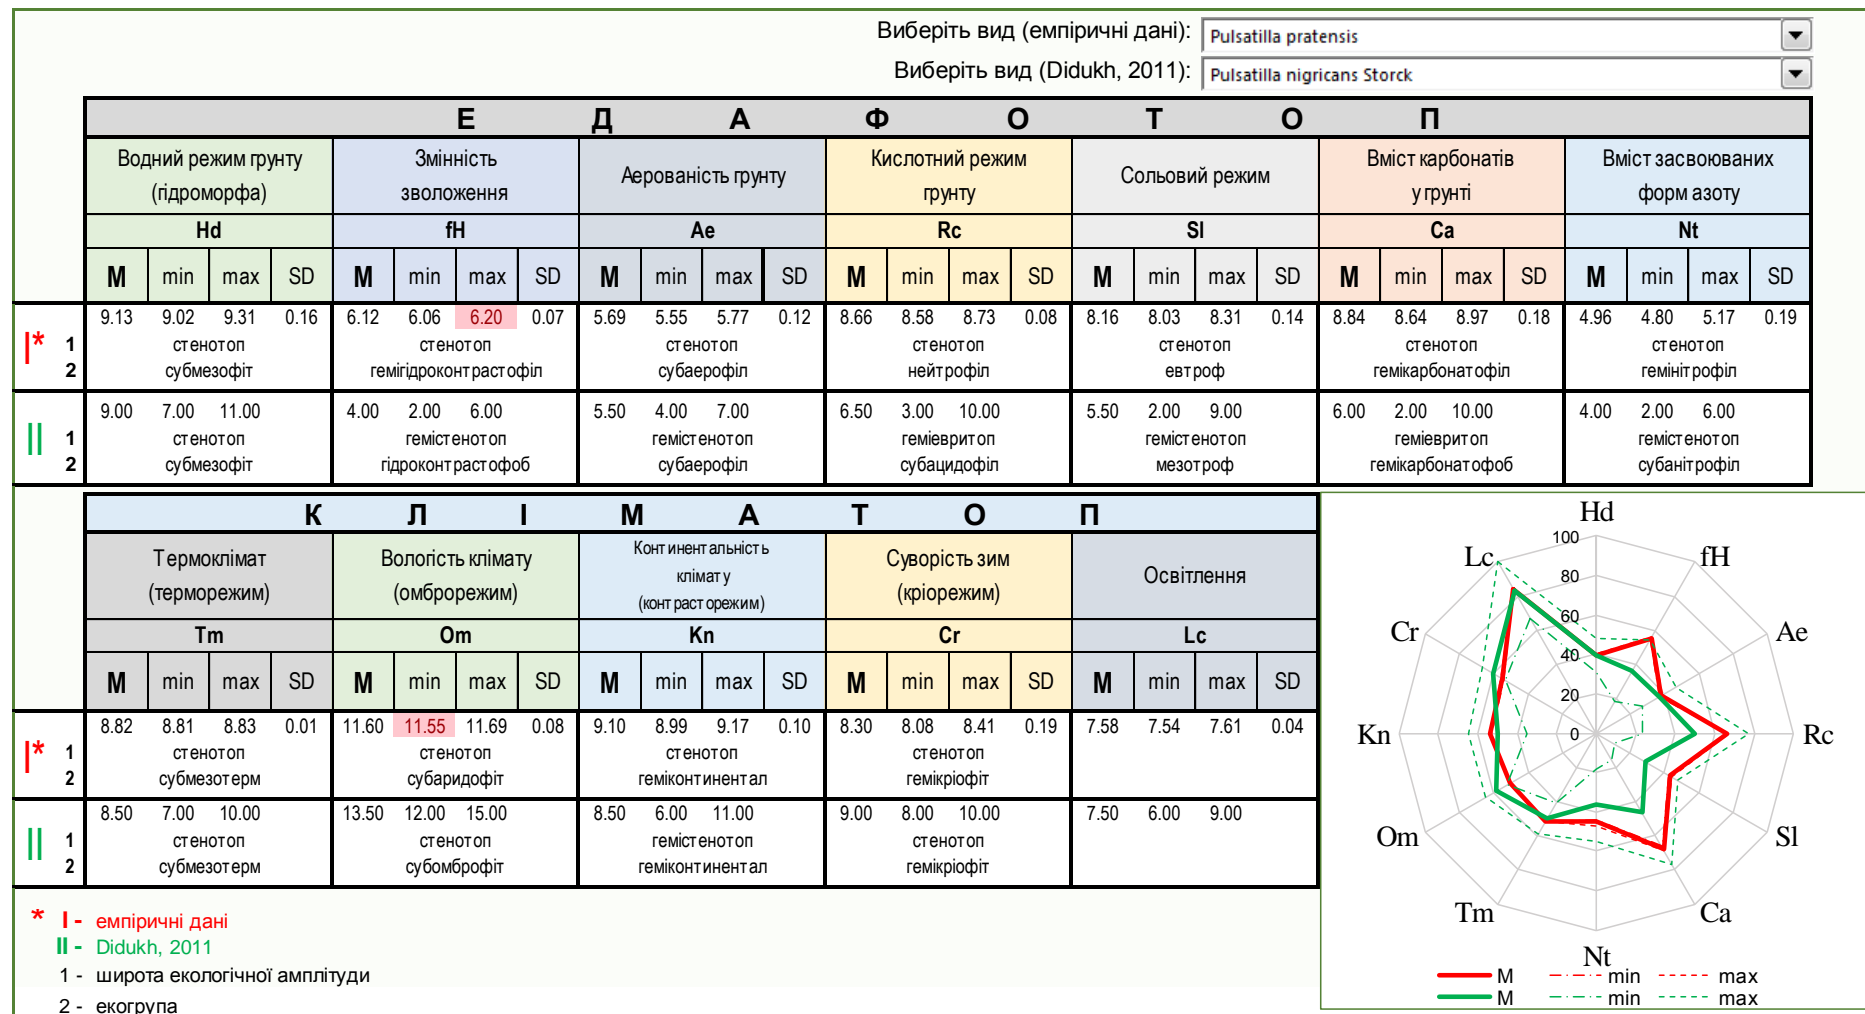 Виберіть вид (емпіричні дані): Pulsatilla pratensis
Виберіть вид (Didukh, 2011): Pulsatilla nigricans Storck
Е Д А Ф О Т О П
Водний режим грунту (гідроморфа) Змінність зволоження Аерованість грунту Кислотний режим грунту Сольовий режим Вміст карбонатів у грунті Вміст засвоюваних форм азоту
Hd fH Ae Rc Sl Ca Nt
M min max SD M min max SD M min max SD M min max SD M min max SD M min max SD M min max SD
9.13 9.02 9.31 0.16 6.12 6.06 6.20 0.07 5.69 5.55 5.77 0.12 8.66 8.58 8.73 0.08 8.16 8.03 8.31 0.14 8.84 8.64 8.97 0.18 4.96 4.80 5.17 0.19
I* 1 стенотоп стенотоп стенотоп стенотоп стенотоп стенотоп стенотоп
2 субмезофіт гемігідроконтрастофіл субаерофіл нейтрофіл евтроф гемікарбонатофіл гемінітрофіл
9.00 7.00 11.00 4.00 2.00 6.00 5.50 4.00 7.00 6.50 3.00 10.00 5.50 2.00 9.00 6.00 2.00 10.00 4.00 2.00 6.00
II 1 стенотоп гемістенотоп гемістенотоп геміевритоп гемістенотоп геміевритоп гемістенотоп
2 субмезофіт гідроконтрастофоб субаерофіл субацидофіл мезотроф гемікарбонатофоб субанітрофіл
К Л І М А Т О П
Термоклімат (терморежим) Вологість клімату (омброрежим) Континентальність клімату (контрасторежим) Суворість зим (кріорежим) Освітлення
Tm Om Kn Cr Lc
M min max SD M min max SD M min max SD M min max SD M min max SD
8.82 8.81 8.83 0.01 11.60 11.55 11.69 0.08 9.10 8.99 9.17 0.10 8.30 8.08 8.41 0.19 7.58 7.54 7.61 0.04
I* 1 стенотоп стенотоп стенотоп стенотоп
2 субмезотерм субаридофіт геміконтинентал гемікріофіт
8.50 7.00 10.00 13.50 12.00 15.00 8.50 6.00 11.00 9.00 8.00 10.00 7.50 6.00 9.00
II 1 стенотоп стенотоп гемістенотоп стенотоп
2 субмезотерм субомброфіт геміконтинентал гемікріофіт
* I - емпіричні дані
II - Didukh, 2011
1 - широта екологічної амплітуди
2 - екогрупа
Hd
fH
Ae
Rc
Sl
Ca
Nt
Tm
Om
Kn
Cr
Lc
100
80
60
40
20
0
M min max
M min max